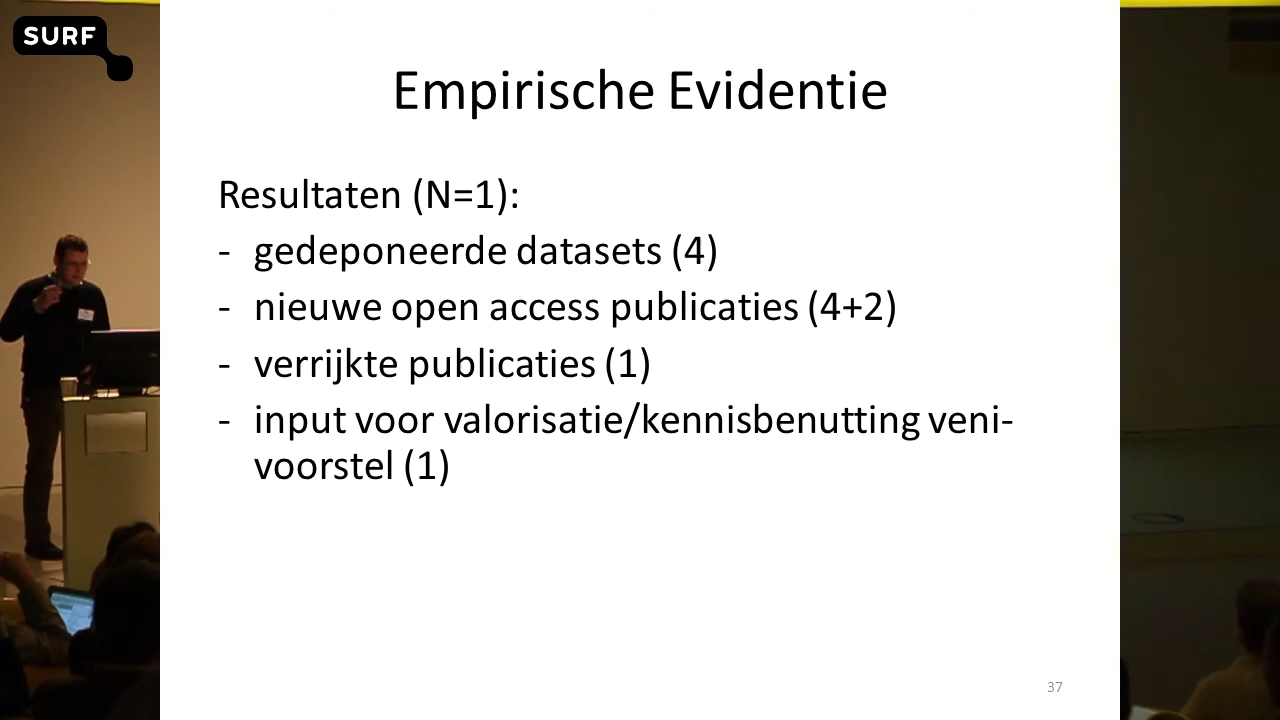 SURF
Empirische Evidentie
Resultaten (N=1):
- gedeponeerde datasets (4)
- nieuwe open access publicaties (4+2)
- verrijkte publicaties (1)
- input voor valorisatie/kennisbenutting veni-
voorstel (1)
37